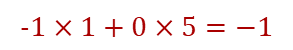 -1 × 1 + 0 × 5 = −1